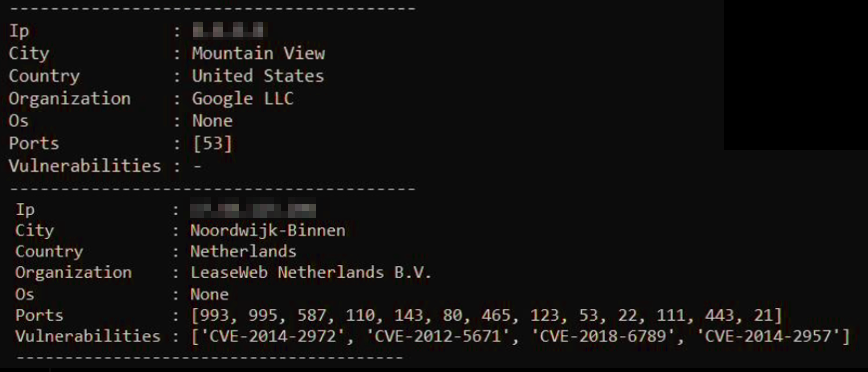 ----------------------------------------
Ip : 
City : Mountain View
Country : United States
Organization : Google LLC
Os : None
Ports : [53]
Vulnerabilities : -
----------------------------------------
Ip : 
City : Noordwijk-Binnen
Country : Netherlands
Organization : LeaseWeb Netherlands B.V.
Os : None
Ports : [993, 995, 587, 110, 143, 80, 465, 123, 53, 22, 111, 443, 21]
Vulnerabilities : ['CVE-2014-2972', 'CVE-2012-5671', 'CVE-2018-6789', 'CVE-2014-2957']
----------------------------------------